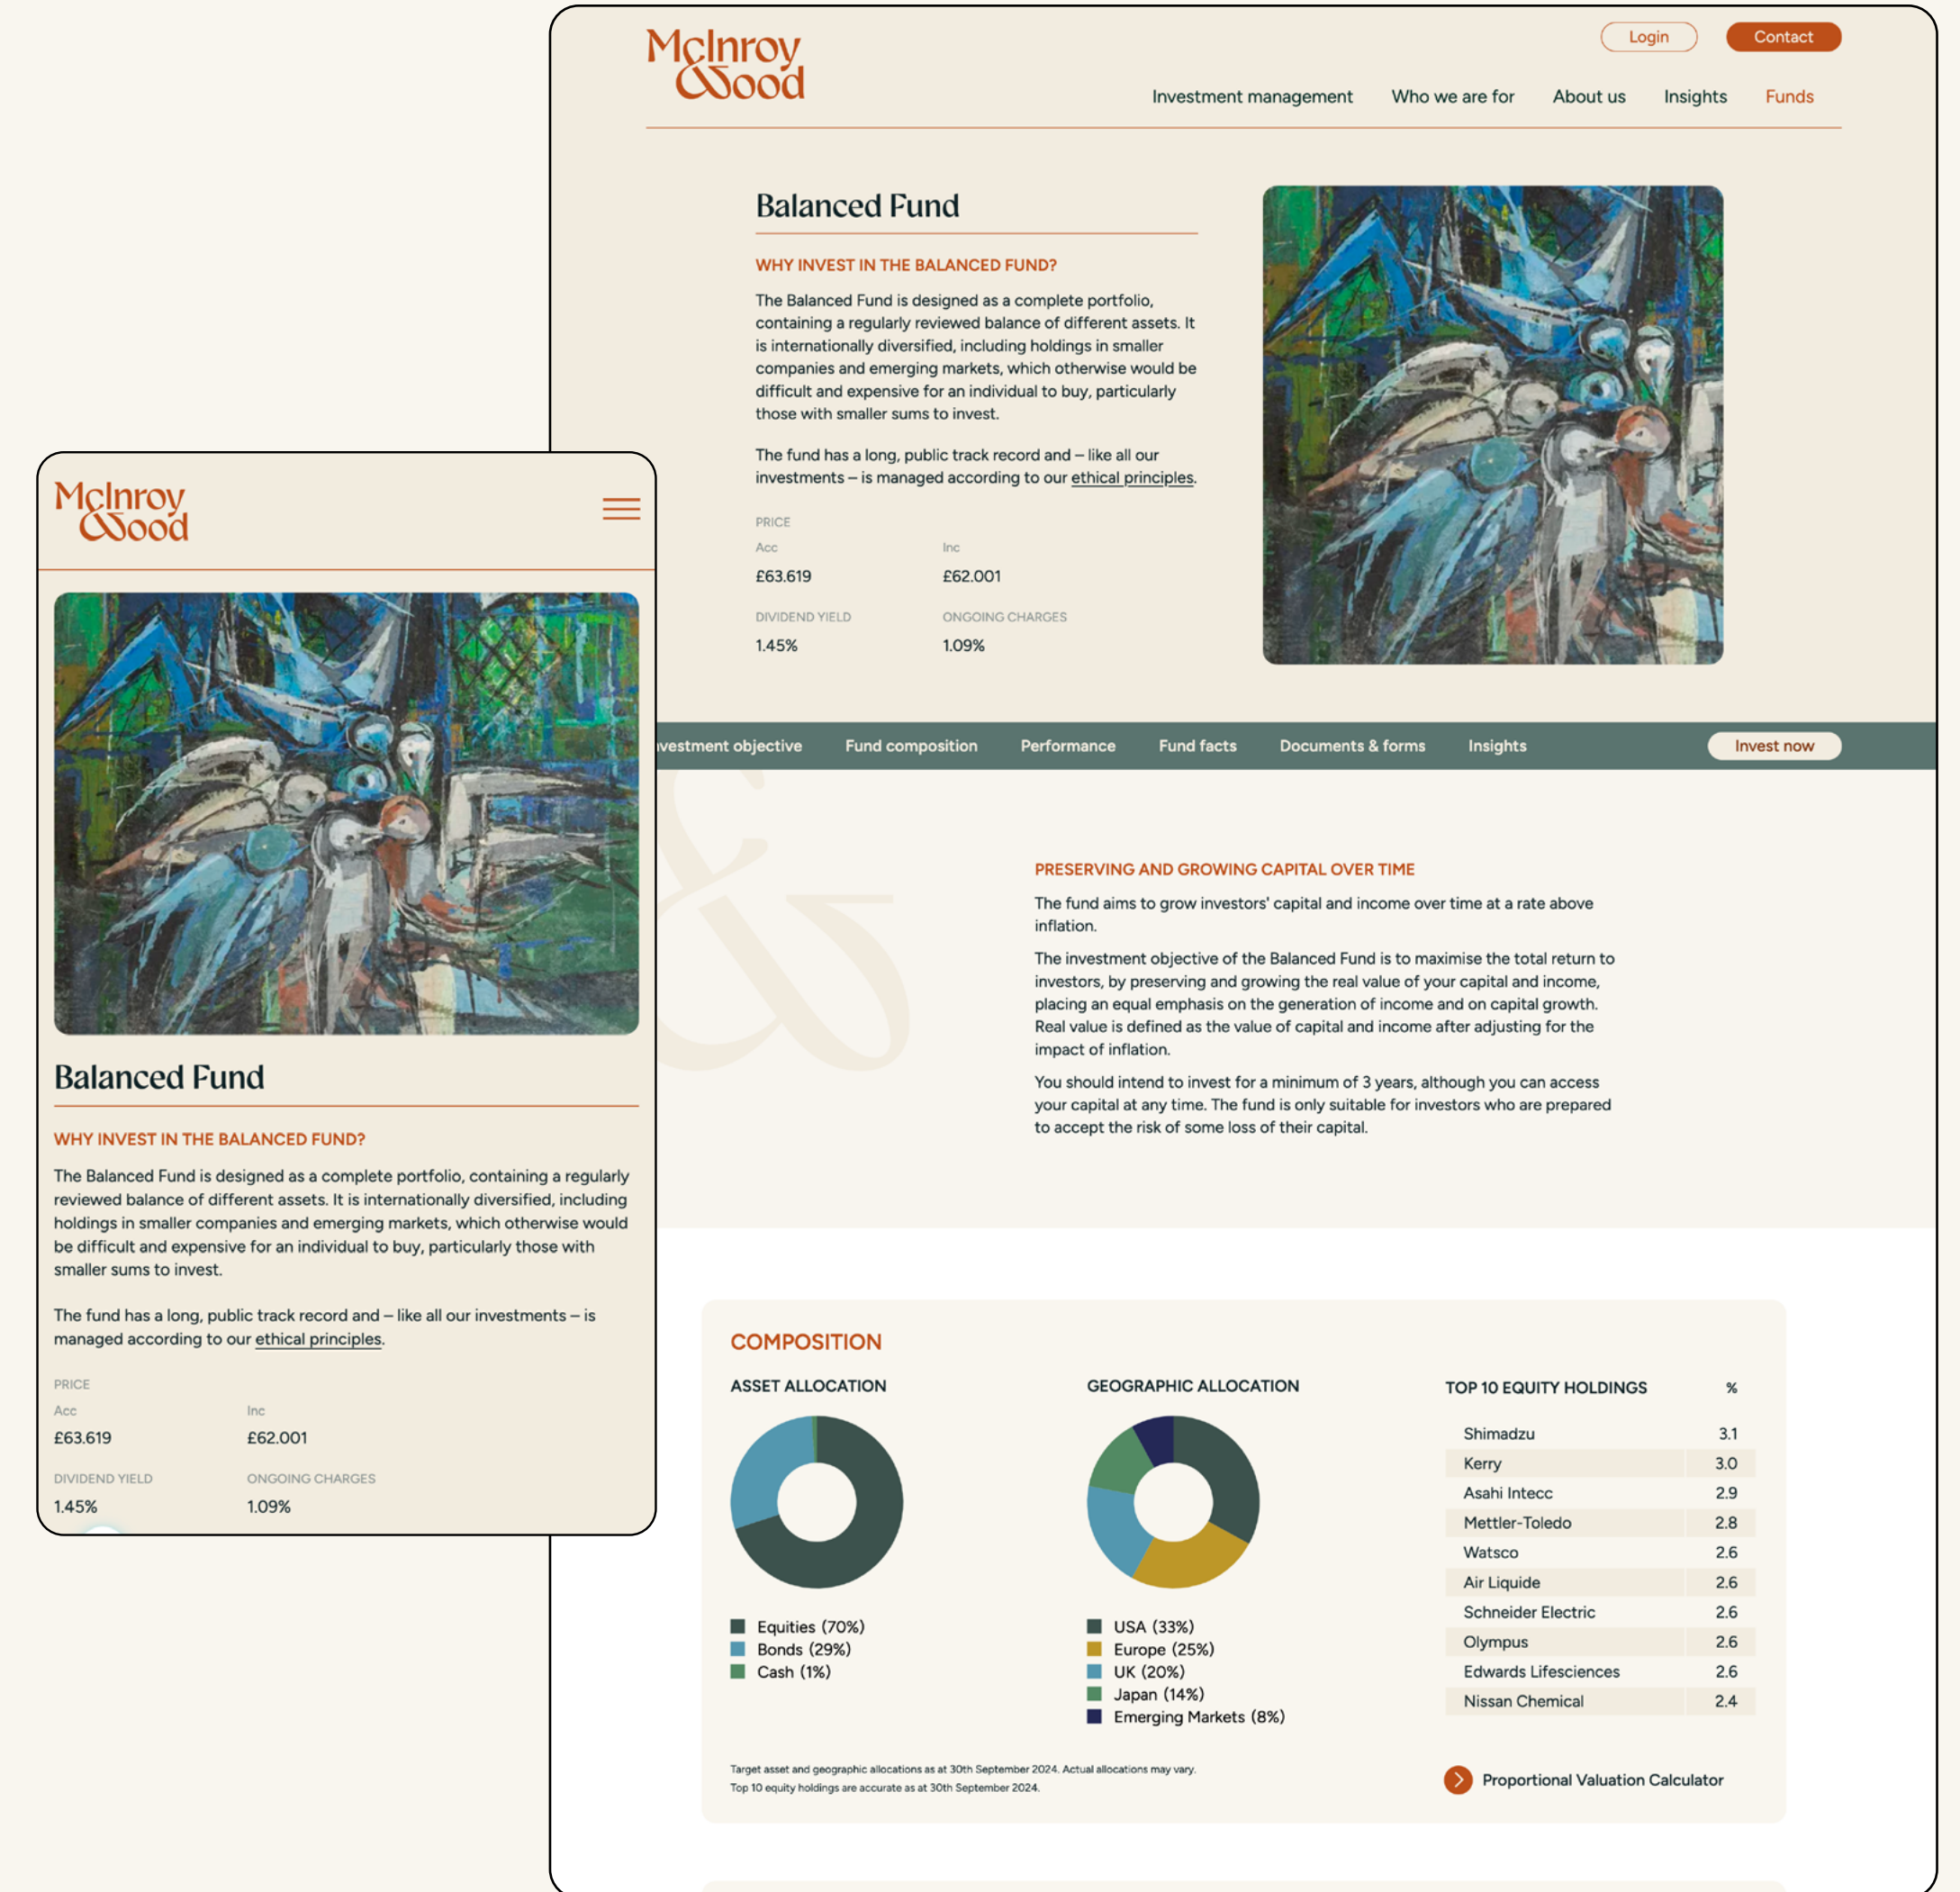 McInroy
&Wood
Login
Contact
Investment management
Who we are for
About us
Insights
Funds
Balanced Fund
WHY INVEST IN THE BALANCED FUND?
The Balanced Fund is designed as a complete portfolio,
containing a regularly reviewed balance of different assets. It
is internationally diversified, including holdings in smaller
companies and emerging markets, which otherwise would be
difficult and expensive for an individual to buy, particularly
those with smaller sums to invest.
The fund has a long, public track record and – like all our
investments – is managed according to our ethical principles.
PRICE
Acc
Inc
£63.619
£62.001
DIVIDEND YIELD
ONGOING CHARGES
1.45%
1.09%
nvestment objective
Fund composition
Performance
Fund facts
Documents & forms
Insights
Invest now
&
PRESERVING AND GROWING CAPITAL OVER TIME
The fund aims to grow investors' capital and income over time at a rate above
inflation.
The investment objective of the Balanced Fund is to maximise the total return to
investors, by preserving and growing the real value of your capital and income,
placing an equal emphasis on the generation of income and on capital growth.
Real value is defined as the value of capital and income after adjusting for the
impact of inflation.
You should intend to invest for a minimum of 3 years, although you can access
your capital at any time. The fund is only suitable for investors who are prepared
to accept the risk of some loss of their capital.
COMPOSITION
ASSET ALLOCATION
Equities (70%)
Bonds (29%)
Cash (1%)
GEOGRAPHIC ALLOCATION
USA (33%)
Europe (25%)
UK (20%)
Japan (14%)
Emerging Markets (8%)
TOP 10 EQUITY HOLDINGS %
Shimadzu 3.1
Kerry 3.0
Asahi Intecc 2.9
Mettler-Toledo 2.8
Watsco 2.6
Air Liquide 2.6
Schneider Electric 2.6
Olympus 2.6
Edwards Lifesciences 2.6
Nissan Chemical 2.4
Target asset and geographic allocations as at 30th September 2024. Actual allocations may vary.
Top 10 equity holdings are accurate as at 30th September 2024.
Proportional Valuation Calculator
McInroy
&Wood
Balanced Fund
WHY INVEST IN THE BALANCED FUND?
The Balanced Fund is designed as a complete portfolio, containing a regularly
reviewed balance of different assets. It is internationally diversified, including
holdings in smaller companies and emerging markets, which otherwise would
be difficult and expensive for an individual to buy, particularly those with
smaller sums to invest.
The fund has a long, public track record and – like all our investments – is
managed according to our ethical principles.
PRICE
Acc
Inc
£63.619
£62.001
DIVIDEND YIELD
ONGOING CHARGES
1.45%
1.09%